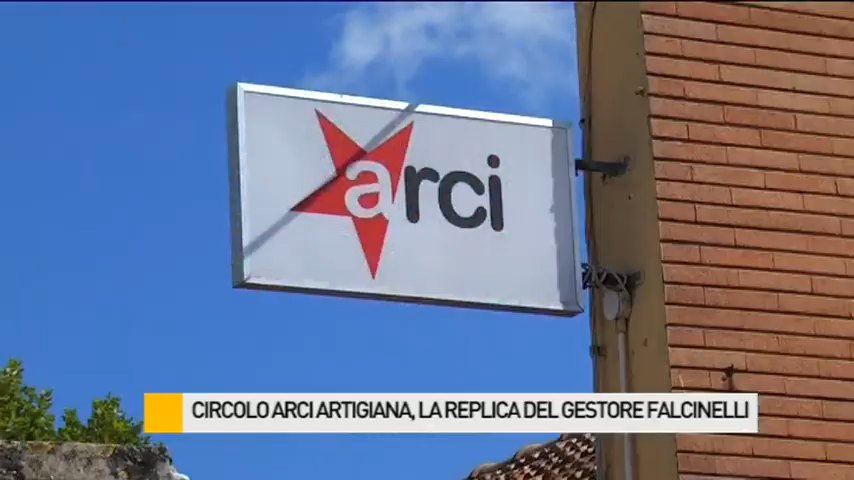 arci
CIRCOLO ARCI ARTIGIANA, LA REPLICA DEL GESTORE FALCINELLI